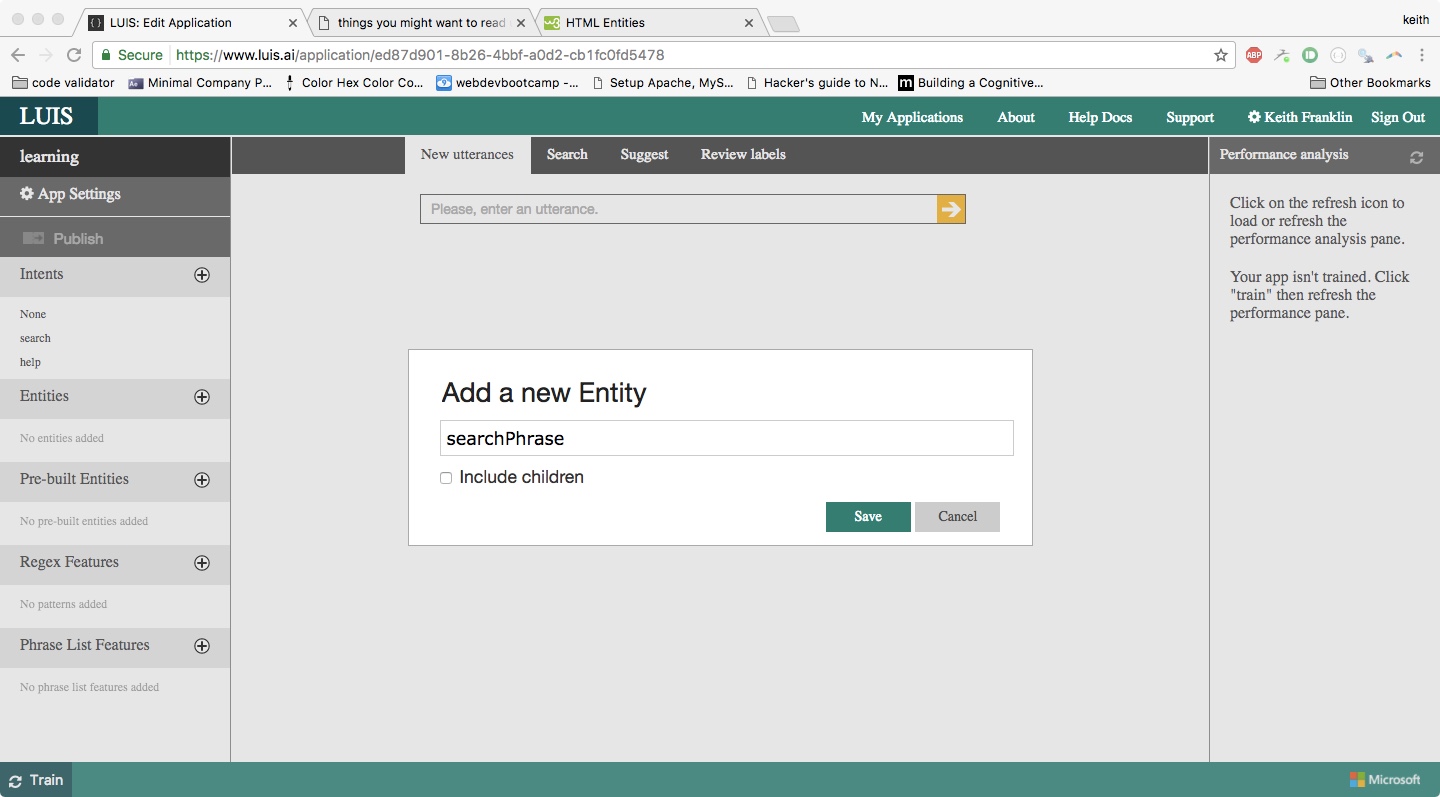 LUIS: Edit Application
things you might want to read
HTML Entities
keith
Secure https://www.luis.ai/application/ed87d901-8b26-4bbf-a0d2-cb1fc0fd5478
ABP
code validator
Ae
Minimal Company P...
Color Hex Color Co...
webdevbootcamp -...
Setup Apache, MyS...
Hacker's guide to N...
m
Building a Cognitive...
Other Bookmarks
LUIS
My Applications
About
Help Docs
Support
Keith Franklin
Sign Out
learning
App Settings
Publish
Intents
None
search
help
Entities
No entities added
Pre-built Entities
No pre-built entities added
Regex Features
No patterns added
Phrase List Features
No phrase list features added
New utterances
Search
Suggest
Review labels
Please, enter an utterance.
Add a new Entity
searchPhrase
Include children
Save
Cancel
Performance analysis
Click on the refresh icon to
load or refresh the
performance analysis pane.
Your app isn't trained. Click
"train" then refresh the
performance pane.
Train
Microsoft